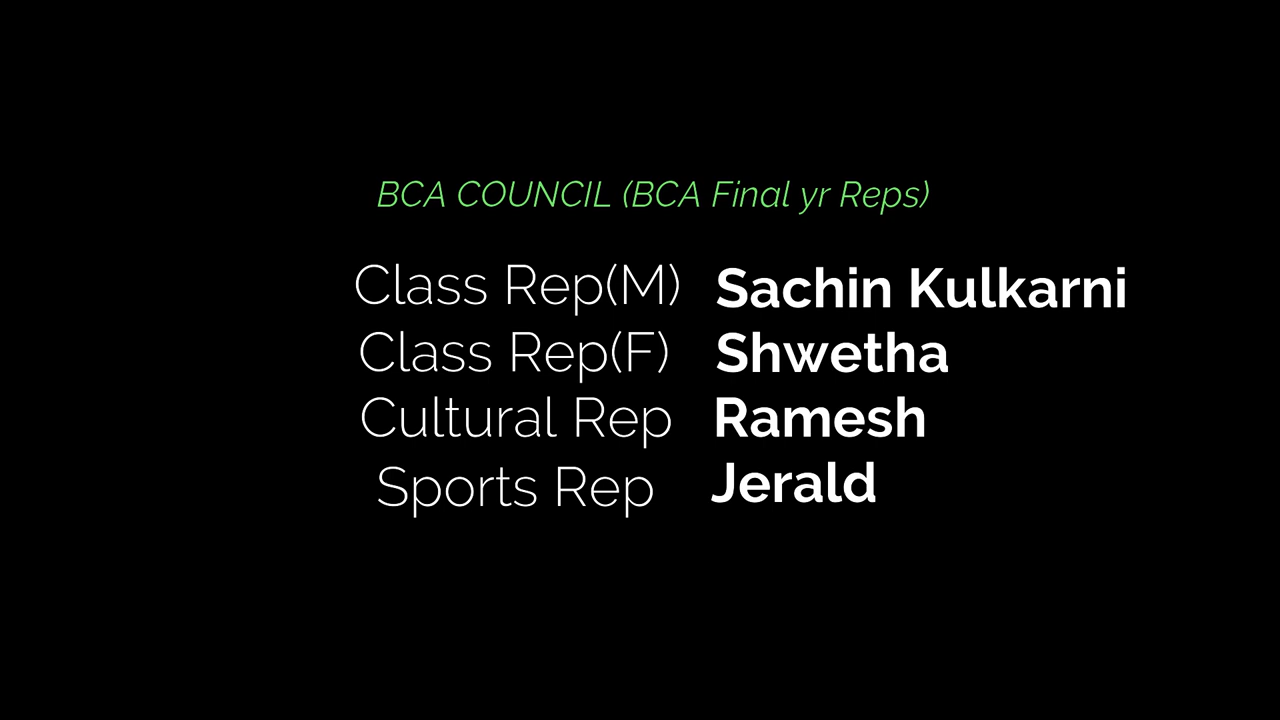 BCA COUNCIL (BCA Final yr Reps)
Class Rep(M) Sachin Kulkarni
Class Rep(F) Shwetha
Cultural Rep Ramesh
Sports Rep Jerald